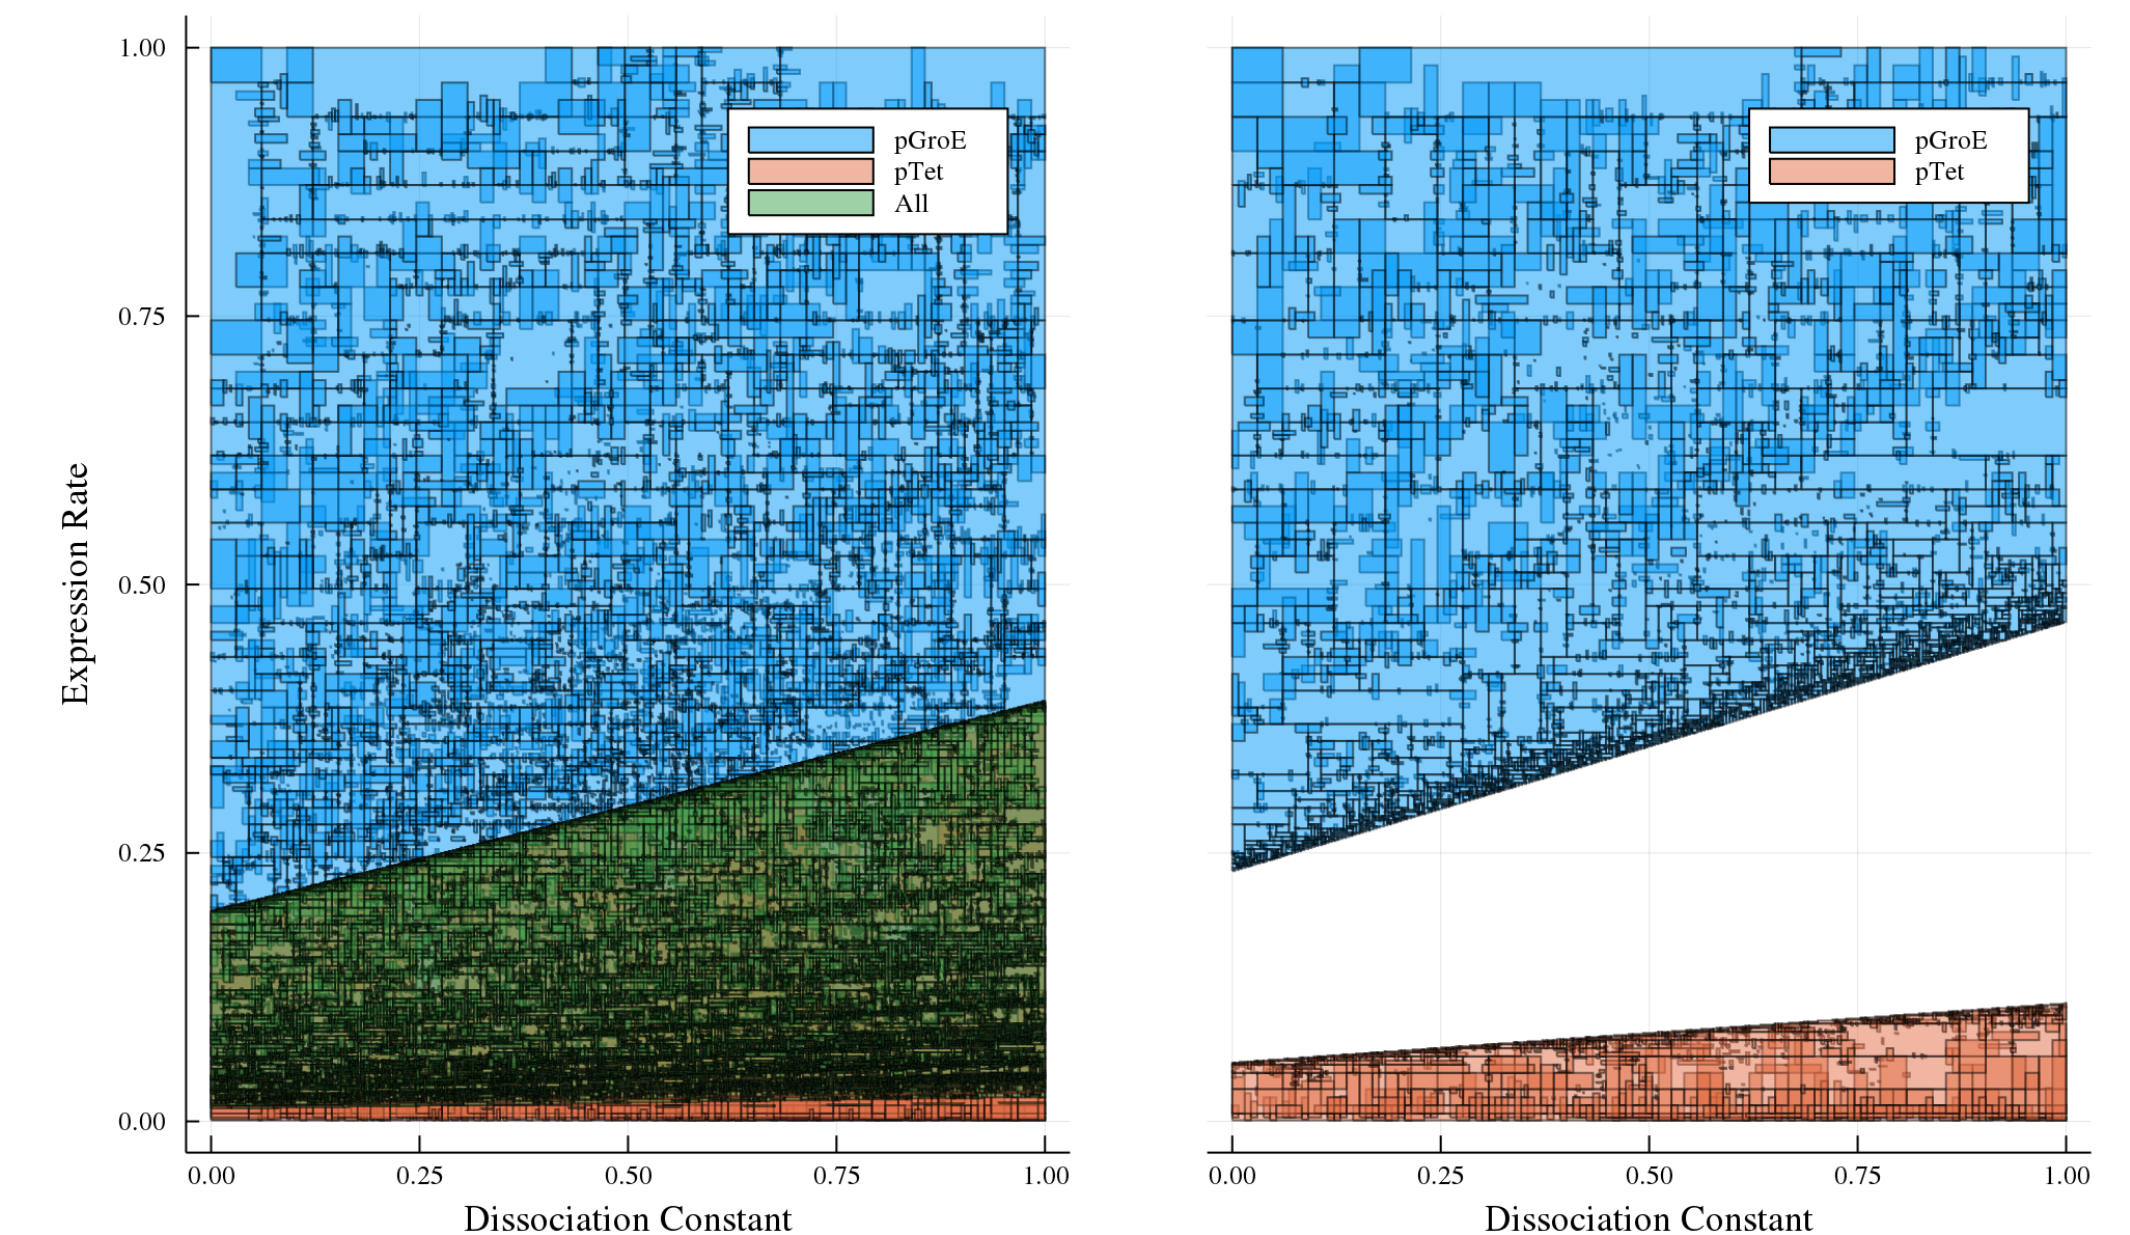 1.00
0.75
0.50
0.25
0.00
Expression Rate
pGroE
pTet
All
0.00 0.25 0.50 0.75 1.00
Dissociation Constant
pGroE
pTet
0.00 0.25 0.50 0.75 1.00
Dissociation Constant